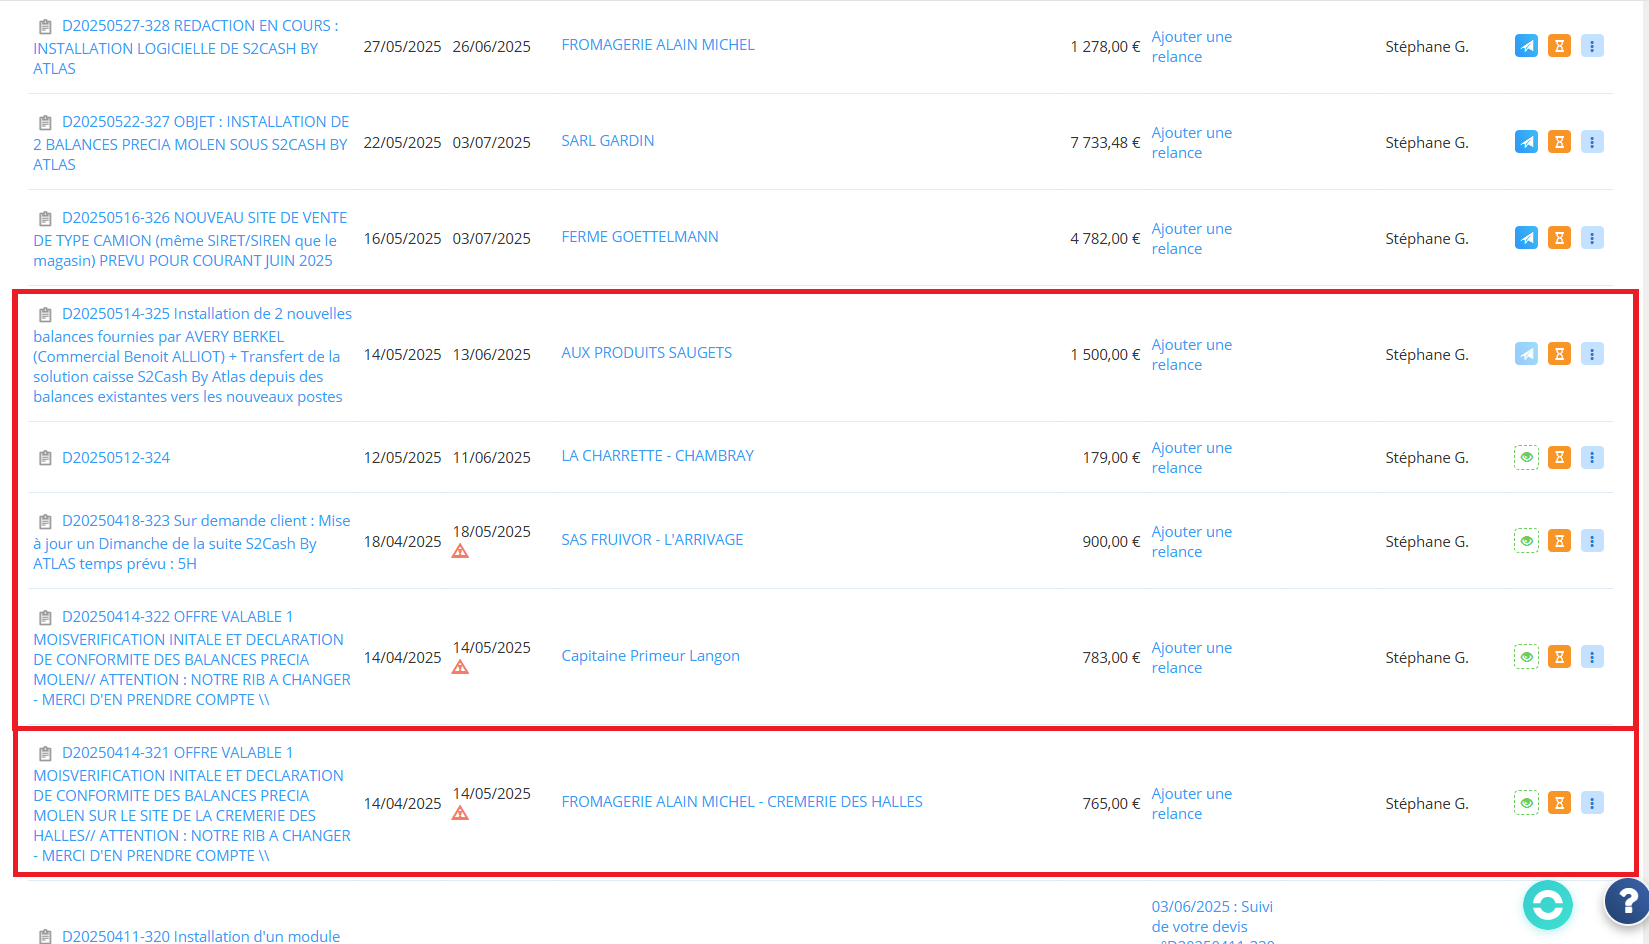 D20250527-328 REDACTION EN COURS :
INSTALLATION LOGICIELLE DE S2CASH BY
ATLAS
27/05/2025 26/06/2025 FROMAGERIE ALAIN MICHEL 1 278,00 € Ajouter une
relance
Stéphane G.
D20250522-327 OBJET : INSTALLATION DE
2 BALANCES PRECIA MOLEN SOUS S2CASH BY
ATLAS
22/05/2025 03/07/2025 SARL GARDIN 7 733,48 € Ajouter une
relance
Stéphane G.
D20250516-326 NOUVEAU SITE DE VENTE
DE TYPE CAMION (même SIRET/SIREN que le
magasin) PREVU POUR COURANT JUIN 2025
16/05/2025 03/07/2025 FERME GOETTELMANN 4 782,00 € Ajouter une
relance
Stéphane G.
D20250514-325 Installation de 2 nouvelles
balances fournies par AVERY BERKEL
(Commercial Benoit ALLIOT) + Transfert de la
solution caisse S2Cash By Atlas depuis des
balances existantes vers les nouveaux postes
14/05/2025 13/06/2025 AUX PRODUITS SAUGETS 1 500,00 € Ajouter une
relance
Stéphane G.
D20250512-324 12/05/2025 11/06/2025 LA CHARRETTE - CHAMBRAY 179,00 € Ajouter une
relance
Stéphane G.
D20250418-323 Sur demande client : Mise
à jour un Dimanche de la suite S2Cash By
ATLAS temps prévu : 5H
18/04/2025 18/05/2025 SAS FRUIVOR - L'ARRIVAGE 900,00 € Ajouter une
relance
Stéphane G.
D20250414-322 OFFRE VALABLE 1
MOISVERIFICATION INITALE ET DECLARATION
DE CONFORMITE DES BALANCES PRECIA
MOLEN// ATTENTION : NOTRE RIB A CHANGER
- MERCI D'EN PRENDRE COMPTE \\
14/04/2025 14/05/2025 Capitaine Primeur Langon 783,00 € Ajouter une
relance
Stéphane G.
D20250414-321 OFFRE VALABLE 1
MOISVERIFICATION INITALE ET DECLARATION
DE CONFORMITE DES BALANCES PRECIA
MOLEN SUR LE SITE DE LA CREMERIE DES
HALLES// ATTENTION : NOTRE RIB A CHANGER
- MERCI D'EN PRENDRE COMPTE \\
14/04/2025 14/05/2025 FROMAGERIE ALAIN MICHEL - CREMERIE DES HALLES 765,00 € Ajouter une
relance
Stéphane G.
D20250411-320 Installation d'un module
03/06/2025 : Suivi
de votre devis
n°D20250411-320
?